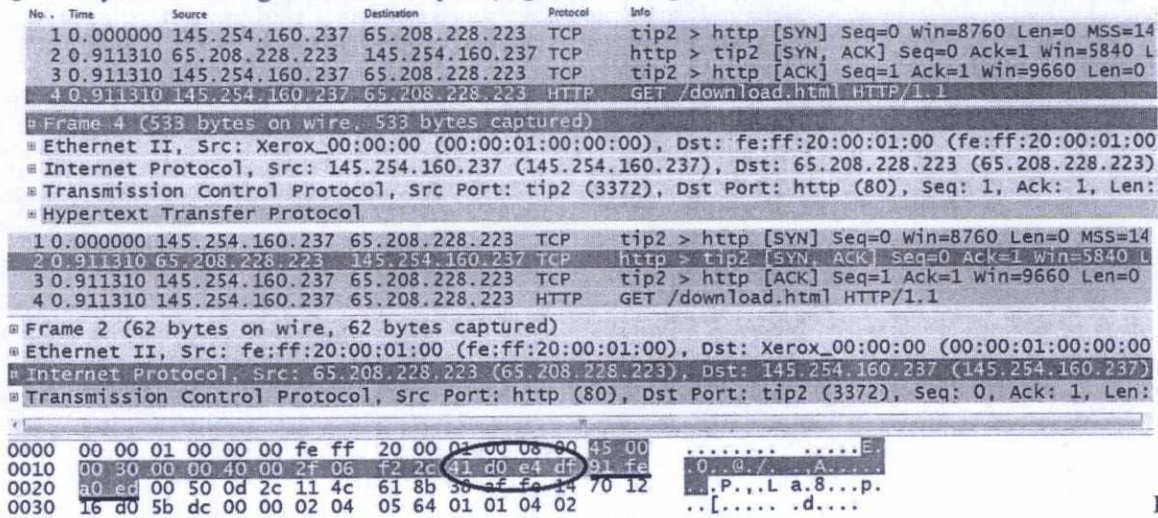 No. . Time Source Destination Protocol Info
1 0.000000 145.254.160.237 65.208.228.223 TCP tip2 > http [SYN] Seq=0 Win=8760 Len=0 MSS=14
2 0.911310 65.208.228.223 145.254.160.237 TCP http > tip2 [SYN, ACK] Seq=0 Ack=1 Win=5840 L
3 0.911310 145.254.160.237 65.208.228.223 TCP tip2 > http [ACK] Seq=1 Ack=1 Win=9660 Len=0
4 0.911310 145.254.160.237 65.208.228.223 HTTP GET /download.html HTTP/1.1
Frame 4 (533 bytes on wire, 533 bytes captured)
Ethernet II, Src: Xerox_00:00:00 (00:00:01:00:00:00), Dst: fe:ff:20:00:01:00 (fe:ff:20:00:01:00
Internet Protocol, Src: 145.254.160.237 (145.254.160.237), Dst: 65.208.228.223 (65.208.228.223)
Transmission Control Protocol, Src Port: tip2 (3372), Dst Port: http (80), Seq: 1, Ack: 1, Len:
Hypertext Transfer Protocol
1 0.000000 145.254.160.237 65.208.228.223 TCP tip2 > http [SYN] Seq=0 Win=8760 Len=0 MSS=14
2 0.911310 65.208.228.223 145.254.160.237 TCP http > tip2 [SYN, ACK] Seq=0 Ack=1 Win=5840 L
3 0.911310 145.254.160.237 65.208.228.223 TCP tip2 > http [ACK] Seq=1 Ack=1 Win=9660 Len=0
4 0.911310 145.254.160.237 65.208.228.223 HTTP GET /download.html HTTP/1.1
Frame 2 (62 bytes on wire, 62 bytes captured)
Ethernet II, Src: fe:ff:20:00:01:00 (fe:ff:20:00:01:00), Dst: Xerox_00:00:00 (00:00:01:00:00:00
Internet Protocol, Src: 65.208.228.223 (65.208.228.223), Dst: 145.254.160.237 (145.254.160.237)
Transmission Control Protocol, Src Port: http (80), Dst Port: tip2 (3372), Seq: 0, Ack: 1, Len:
0000 00 00 01 00 00 00 fe ff 20 00 01 00 08 00 45 00 ........ ......E.
0010 00 30 00 00 40 00 2f 06 f2 2c 41 d0 e4 df 91 fe .0..@./. .,A.....
0020 a0 ed 00 50 0d 2c 11 4c 61 8b 38 af fe 14 70 12 ...P.,.L a.8...p.
0030 16 d0 5b dc 00 00 02 04 05 64 01 01 04 02 ..[..... .d....